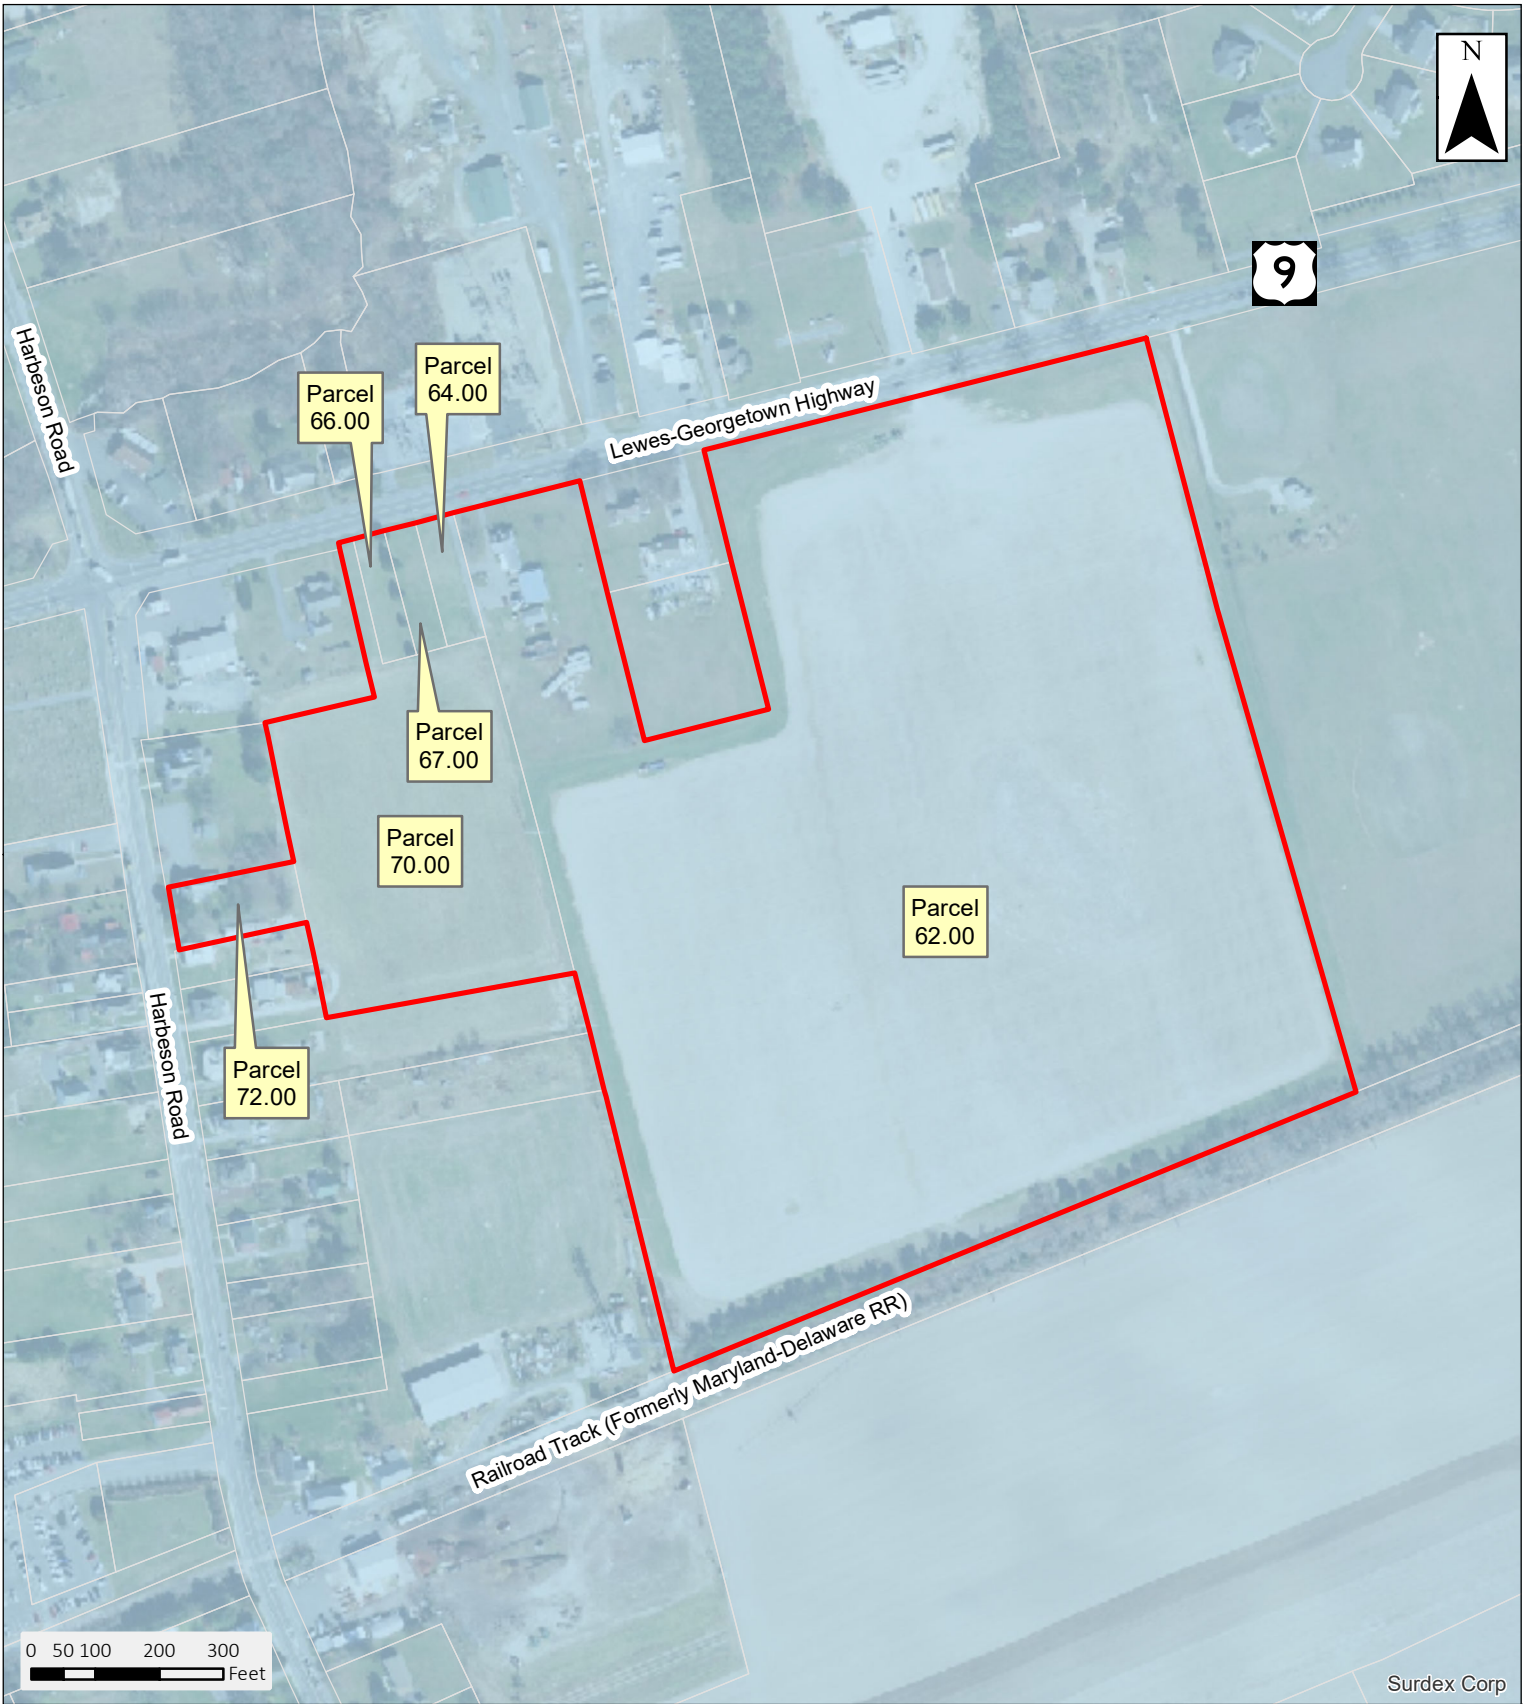 N
9
Harbeson Road
Parcel
66.00
Parcel
64.00
Lewes-Georgetown Highway
Parcel
67.00
Parcel
70.00
Parcel
62.00
Harbeson Road
Parcel
72.00
Railroad Track (Formerly Maryland-Delaware RR)
0 50 100 200 300
Feet
Surdex Corp